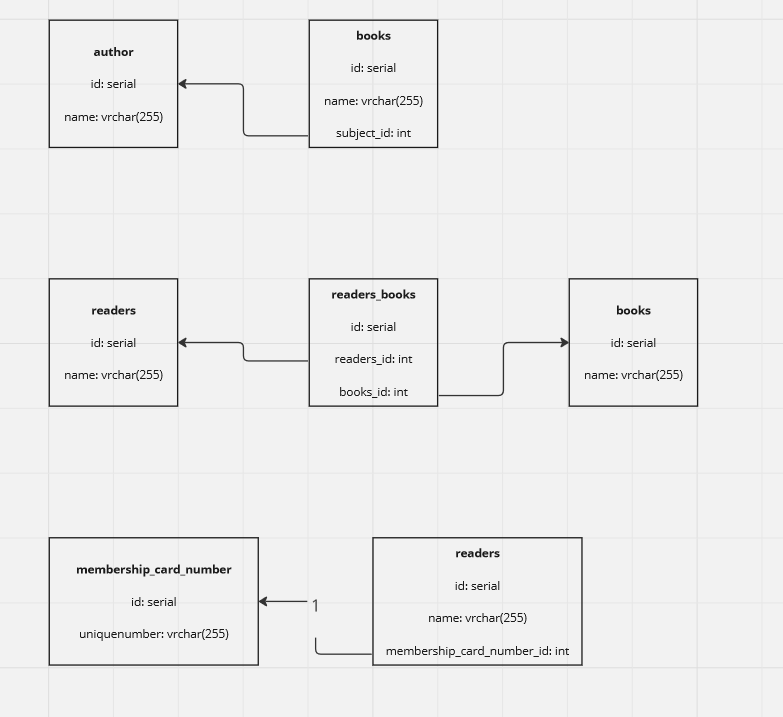 author
id: serial
name: vrchar(255)
books
id: serial
name: vrchar(255)
subject_id: int
readers
id: serial
name: vrchar(255)
readers_books
id: serial
readers_id: int
books_id: int
books
id: serial
name: vrchar(255)
membership_card_number
id: serial
uniquenumber: vrchar(255)
1
readers
id: serial
name: vrchar(255)
membership_card_number_id: int